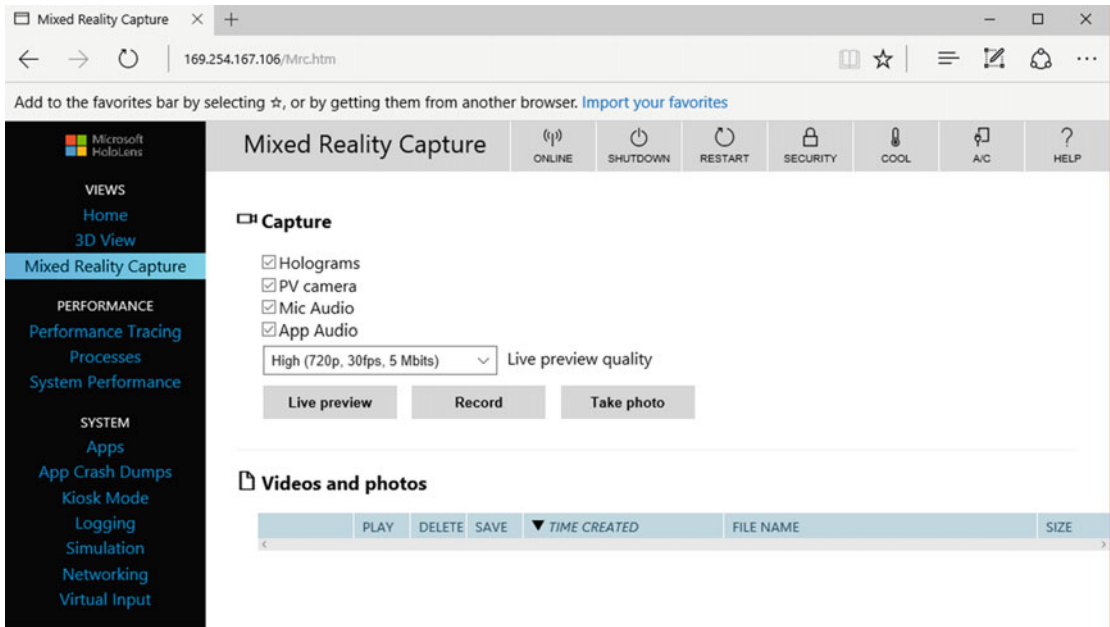 Mixed Reality Capture
169.254.167.106/Mrc.htm
Add to the favorites bar by selecting ☆, or by getting them from another browser. Import your favorites
Microsoft
HoloLens
Mixed Reality Capture
ONLINE
SHUTDOWN
RESTART
SECURITY
COOL
A/C
?
HELP
VIEWS
Home
3D View
Mixed Reality Capture
PERFORMANCE
Performance Tracing
Processes
System Performance
SYSTEM
Apps
App Crash Dumps
Kiosk Mode
Logging
Simulation
Networking
Virtual Input
Capture
Holograms
PV camera
Mic Audio
App Audio
High (720p, 30fps, 5 Mbits) Live preview quality
Live preview Record Take photo
Videos and photos
PLAY DELETE SAVE ▼ TIME CREATED FILE NAME SIZE